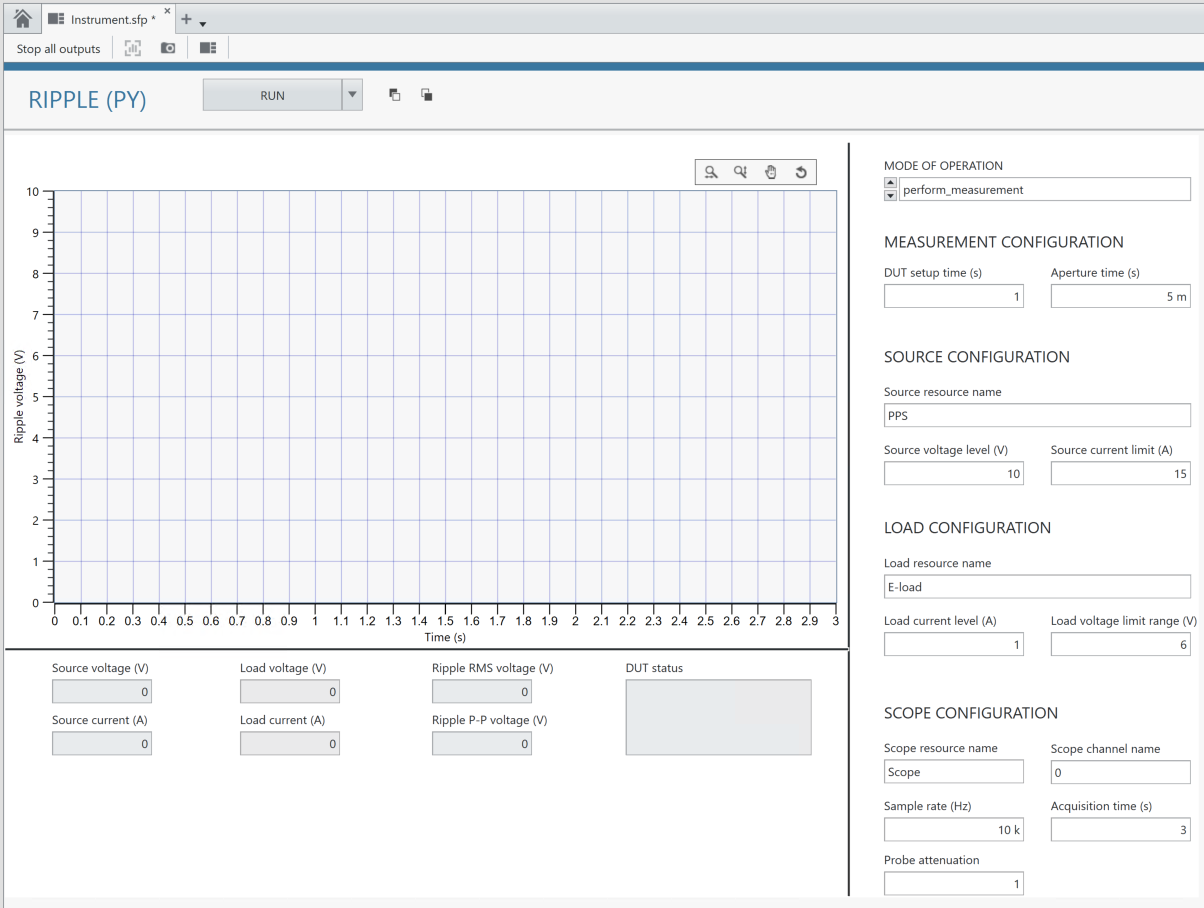 Instrument.sfp *
Stop all outputs
RIPPLE (PY)
RUN
MODE OF OPERATION
perform_measurement
MEASUREMENT CONFIGURATION
DUT setup time (s) Aperture time (s)
1 5 m
SOURCE CONFIGURATION
Source resource name
PPS
Source voltage level (V) Source current limit (A)
10 15
LOAD CONFIGURATION
Load resource name
E-load
Load current level (A) Load voltage limit range (V)
1 6
SCOPE CONFIGURATION
Scope resource name Scope channel name
Scope 0
Sample rate (Hz) Acquisition time (s)
10 k 3
Probe attenuation
1
Ripple voltage (V)
10
9
8
7
6
5
4
3
2
1
0
0 0.1 0.2 0.3 0.4 0.5 0.6 0.7 0.8 0.9 1 1.1 1.2 1.3 1.4 1.5 1.6 1.7 1.8 1.9 2 2.1 2.2 2.3 2.4 2.5 2.6 2.7 2.8 2.9 3
Time (s)
Source voltage (V) Load voltage (V) Ripple RMS voltage (V) DUT status
0 0 0
Source current (A) Load current (A) Ripple P-P voltage (V)
0 0 0